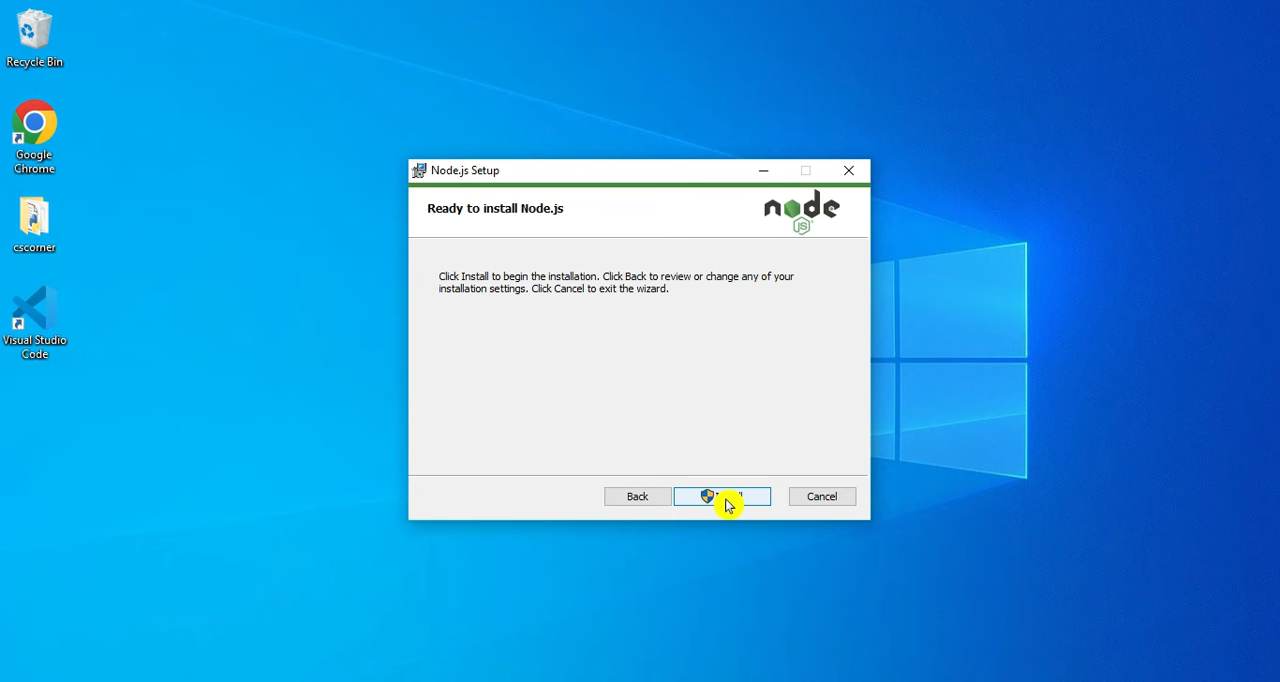 Recycle Bin
Google
Chrome
cscorner
Visual Studio
Code
Node.js Setup
Ready to install Node.js
node
JS
Click Install to begin the installation. Click Back to review or change any of your
installation settings. Click Cancel to exit the wizard.
Back
Cancel